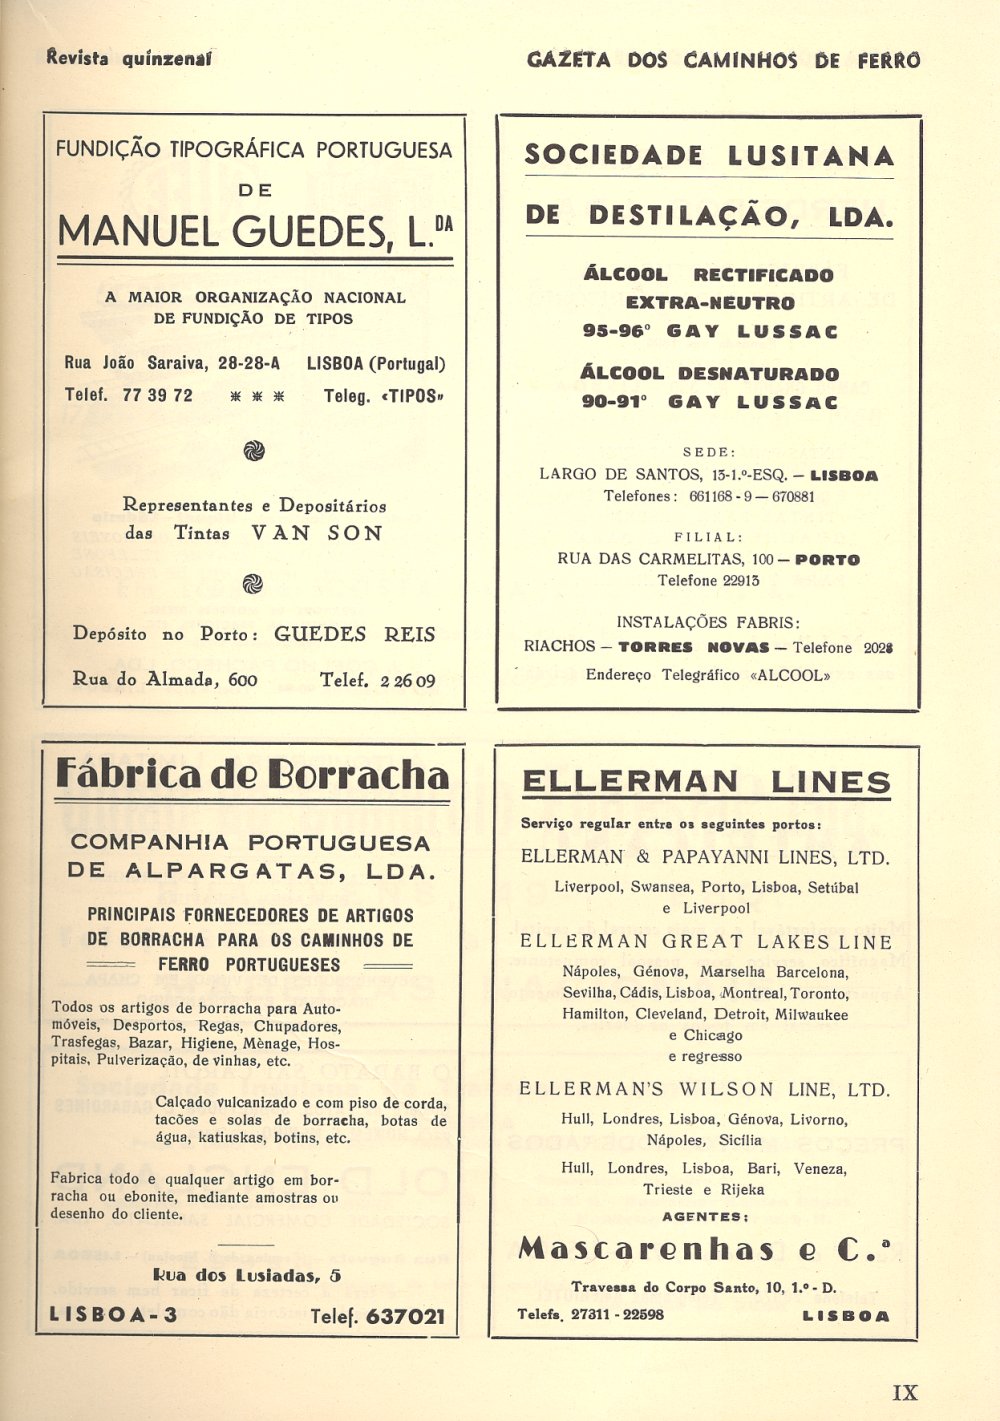 Revista quinzenal
GAZETA DOS CAMINHOS DE FERRO
FUNDIÇÃO TIPOGRÁFICA PORTUGUESA
DE
MANUEL GUEDES, L.DA
A MAIOR ORGANIZAÇÃO NACIONAL
DE FUNDIÇÃO DE TIPOS
Rua João Saraiva, 28-28-A LISBOA (Portugal)
Telef. 77 39 72 * * * Teleg. «TIPOS»
Representantes e Depositários
das Tintas VAN SON
Depósito no Porto: GUEDES REIS
Rua do Almada, 600 Telef. 2 26 09
SOCIEDADE LUSITANA
DE DESTILAÇÃO, LDA.
ÁLCOOL RECTIFICADO
EXTRA-NEUTRO
95-96º GAY LUSSAC
ÁLCOOL DESNATURADO
90-91º GAY LUSSAC
SEDE:
LARGO DE SANTOS, 13-1.º-ESQ. — LISBOA
Telefones: 661168 - 9 — 670881
FILIAL:
RUA DAS CARMELITAS, 100 — PORTO
Telefone 22913
INSTALAÇÕES FABRIS:
RIACHOS — TORRES NOVAS — Telefone 2028
Endereço Telegráfico «ALCOOL»
Fábrica de Borracha
COMPANHIA PORTUGUESA
DE ALPARGATAS, LDA.
PRINCIPAIS FORNECEDORES DE ARTIGOS
DE BORRACHA PARA OS CAMINHOS DE
FERRO PORTUGUESES
Todos os artigos de borracha para Auto-
móveis, Desportos, Regas, Chupadores,
Trasfegas, Bazar, Higiene, Mènage, Hos-
pitais, Pulverização, de vinhas, etc.
Calçado vulcanizado e com piso de corda,
tacões e solas de borracha, botas de
água, katiuskas, botins, etc.
Fabrica todo e qualquer artigo em bor-
racha ou ebonite, mediante amostras ou
desenho do cliente.
Rua dos Lusiadas, 5
LISBOA-3 Telef. 637021
ELLERMAN LINES
Serviço regular entre os seguintes portos:
ELLERMAN & PAPAYANNI LINES, LTD.
Liverpool, Swansea, Porto, Lisboa, Setúbal
e Liverpool
ELLERMAN GREAT LAKES LINE
Nápoles, Génova, Marselha Barcelona,
Sevilha, Cádis, Lisboa, Montreal, Toronto,
Hamilton, Cleveland, Detroit, Milwaukee
e Chicago
e regresso
ELLERMAN'S WILSON LINE, LTD.
Hull, Londres, Lisboa, Génova, Livorno,
Nápoles, Sicília
Hull, Londres, Lisboa, Bari, Veneza,
Trieste e Rijeka
AGENTES:
Mascarenhas e C.ª
Travessa do Corpo Santo, 10, 1.º - D.
Telefs. 27311 - 22598 LISBOA
IX